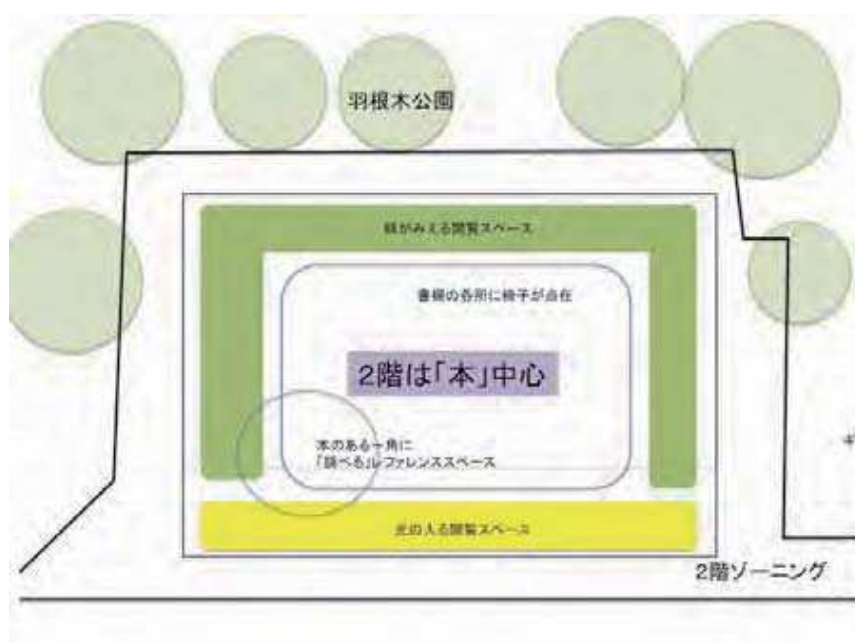 羽根木公園
緑がみえる閲覧スペース
書棚の各所に椅子が点在
2階は「本」中心
本のある一角に
「調べる」レファレンススペース
光の入る閲覧スペース
2階ゾーニング